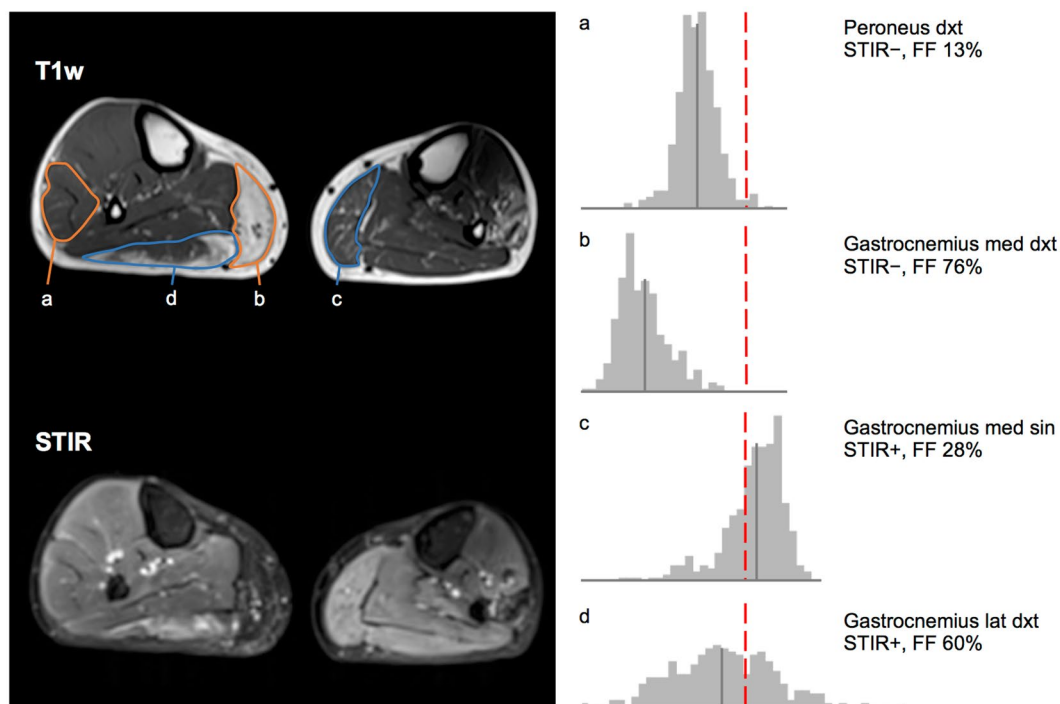 T1w
a
d
b
c
STIR
a
Peroneus dxt
STIR−, FF 13%
b
Gastrocnemius med dxt
STIR−, FF 76%
c
Gastrocnemius med sin
STIR+, FF 28%
d
Gastrocnemius lat dxt
STIR+, FF 60%